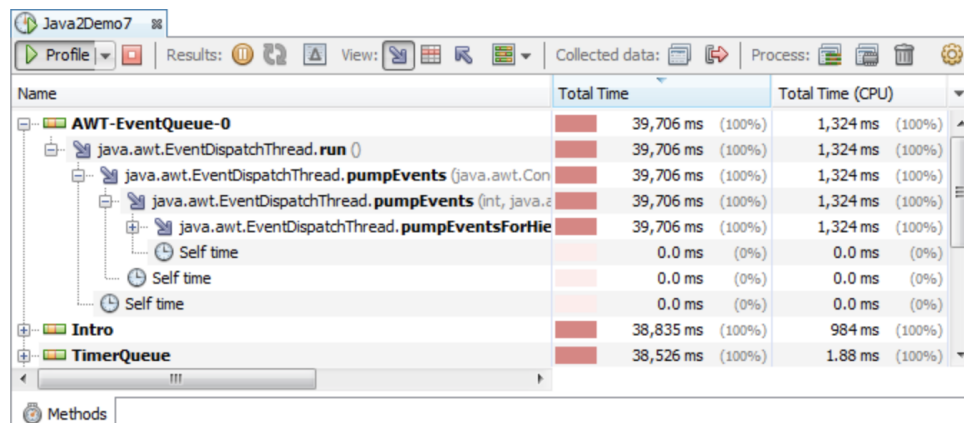 Java2Demo7
Profile Results: View: Collected data: Process:
Name Total Time Total Time (CPU)
AWT-EventQueue-0 39,706 ms (100%) 1,324 ms (100%)
java.awt.EventDispatchThread.run () 39,706 ms (100%) 1,324 ms (100%)
java.awt.EventDispatchThread.pumpEvents (java.awt.Con 39,706 ms (100%) 1,324 ms (100%)
java.awt.EventDispatchThread.pumpEvents (int, java.a 39,706 ms (100%) 1,324 ms (100%)
java.awt.EventDispatchThread.pumpEventsForHie 39,706 ms (100%) 1,324 ms (100%)
Self time 0.0 ms (0%) 0.0 ms (0%)
Self time 0.0 ms (0%) 0.0 ms (0%)
Self time 0.0 ms (0%) 0.0 ms (0%)
Intro 38,835 ms (100%) 984 ms (100%)
TimerQueue 38,526 ms (100%) 1.88 ms (100%)
Methods